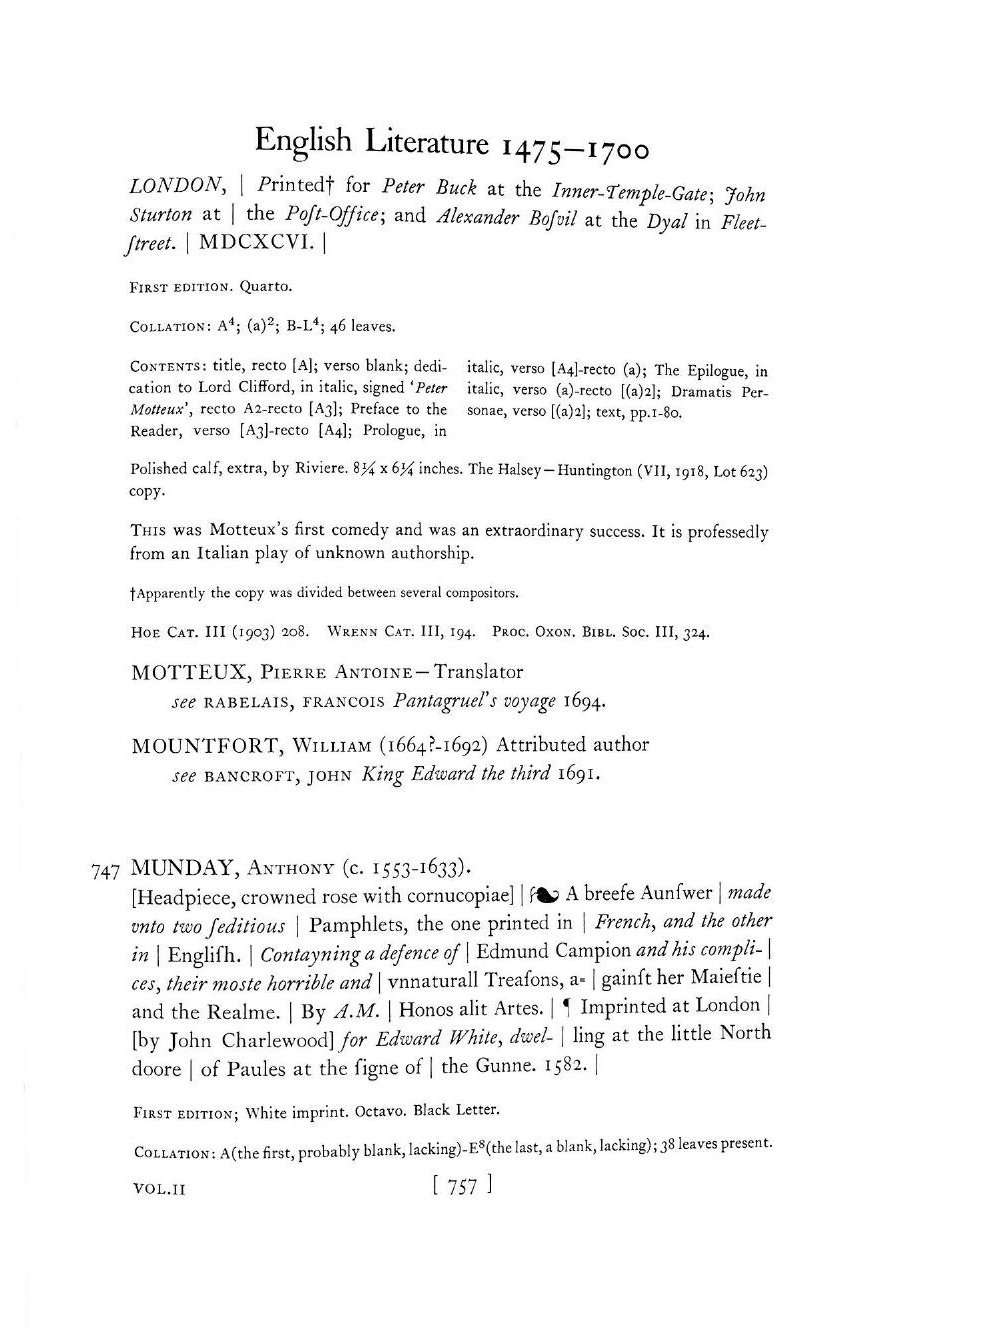 English Literature 1475–1700
LONDON, | Printed† for Peter Buck at the Inner-Temple-Gate; John
Sturton at | the Poſt-Office; and Alexander Boſvil at the Dyal in Fleet-
ſtreet. | MDCXCVI. |
FIRST EDITION. Quarto.
COLLATION: A⁴; (a)²; B-L⁴; 46 leaves.
CONTENTS: title, recto [A]; verso blank; dedi-
cation to Lord Clifford, in italic, signed ‘Peter
Motteux’, recto A2-recto [A3]; Preface to the
Reader, verso [A3]-recto [A4]; Prologue, in
italic, verso [A4]-recto (a); The Epilogue, in
italic, verso (a)-recto [(a)2]; Dramatis Per-
sonae, verso [(a)2]; text, pp.1-80.
Polished calf, extra, by Riviere. 8¼ x 6¼ inches. The Halsey—Huntington (VII, 1918, Lot 623)
copy.
THIS was Motteux's first comedy and was an extraordinary success. It is professedly
from an Italian play of unknown authorship.
†Apparently the copy was divided between several compositors.
HOE CAT. III (1903) 208. WRENN CAT. III, 194. PROC. OXON. BIBL. SOC. III, 324.
MOTTEUX, PIERRE ANTOINE—Translator
see RABELAIS, FRANCOIS Pantagruel's voyage 1694.
MOUNTFORT, WILLIAM (1664?-1692) Attributed author
see BANCROFT, JOHN King Edward the third 1691.
747 MUNDAY, ANTHONY (c. 1553-1633).
[Headpiece, crowned rose with cornucopiae] | ❧ A breefe Aunſwer | made
vnto two ſeditious | Pamphlets, the one printed in | French, and the other
in | Engliſh. | Contayning a defence of | Edmund Campion and his compli- |
ces, their moste horrible and | vnnaturall Treaſons, a= | gainſt her Maieſtie |
and the Realme. | By A.M. | Honos alit Artes. | ¶ Imprinted at London |
[by John Charlewood] for Edward White, dwel- | ling at the little North
doore | of Paules at the ſigne of | the Gunne. 1582. |
FIRST EDITION; White imprint. Octavo. Black Letter.
COLLATION: A(the first, probably blank, lacking)-E⁸(the last, a blank, lacking); 38 leaves present.
VOL.II [ 757 ]